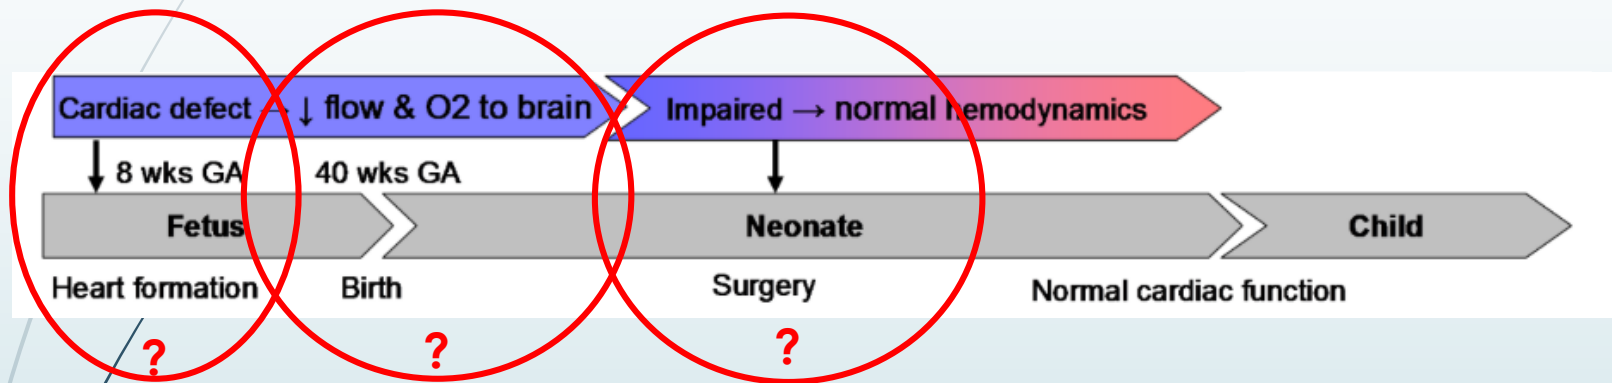 Cardiac defect → ↓ flow & O2 to brain
Impaired → normal hemodynamics
8 wks GA
40 wks GA
Fetus
Neonate
Child
Heart formation
Birth
Surgery
Normal cardiac function
?
?
?